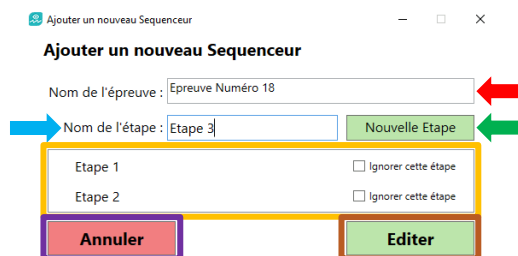 Ajouter un nouveau Sequenceur
Ajouter un nouveau Sequenceur
Nom de l'épreuve : Epreuve Numéro 18
Nom de l'étape : Etape 3 Nouvelle Etape
Etape 1 Ignorer cette étape
Etape 2 Ignorer cette étape
Annuler Editer